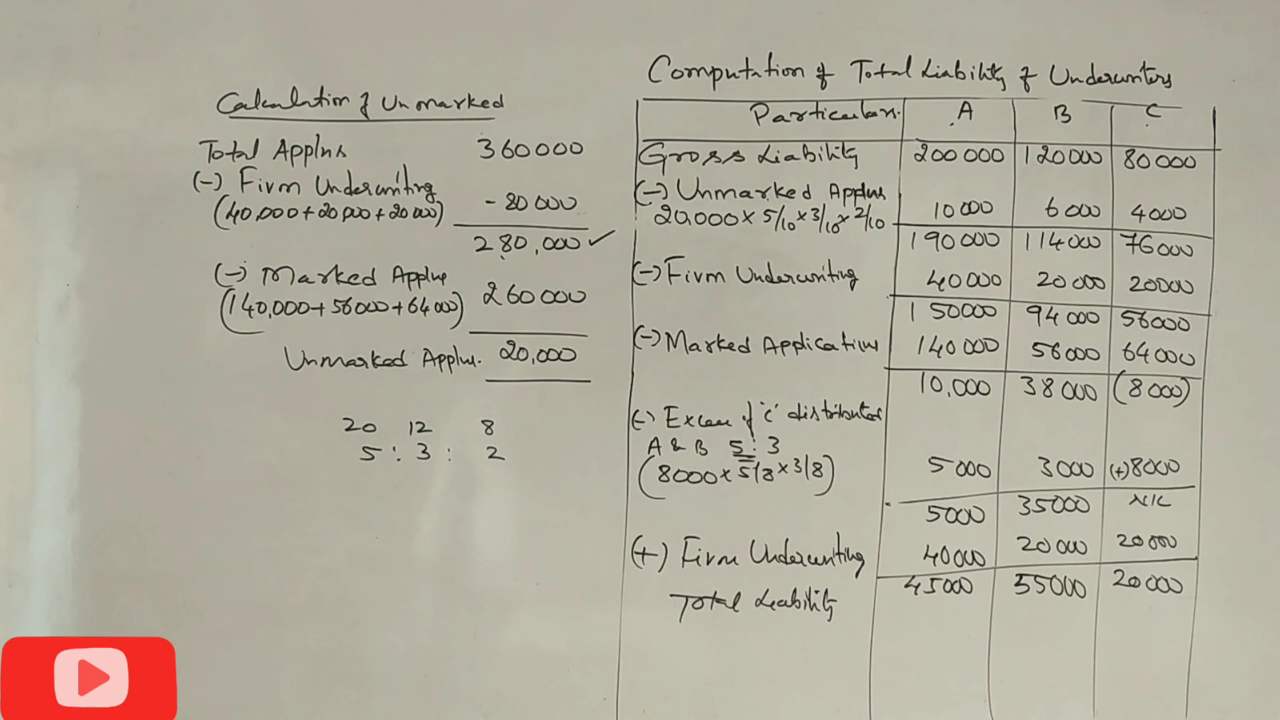 Calculation of Unmarked
Total Applns 360000
(-) Firm Underwriting
(40,000+20,000+20,000) - 80000
280,000 ✓
(-) Marked Applns
(140,000+56000+64000) 260000
Unmarked Applns. 20,000
20 12 8
5 : 3 : 2
Computation of Total Liability of Underwriters
Particulars. A B C
Gross Liability 200000 120000 80000
(-) Unmarked Applns
20,000 x 5/10 x 3/10 x 2/10 10000 6000 4000
190000 114000 76000
(-) Firm Underwriting 40000 20000 20000
150000 94000 56000
(-) Marked Applications 140000 56000 64000
10,000 38000 (8000)
(-) Excess of 'C' distributed
A & B 5 : 3
(8000 x 5/8 x 3/8) 5000 3000 (+) 8000
5000 35000 Nil
(+) Firm Underwriting 40000 20000 20000
Total Liability 45000 55000 20000